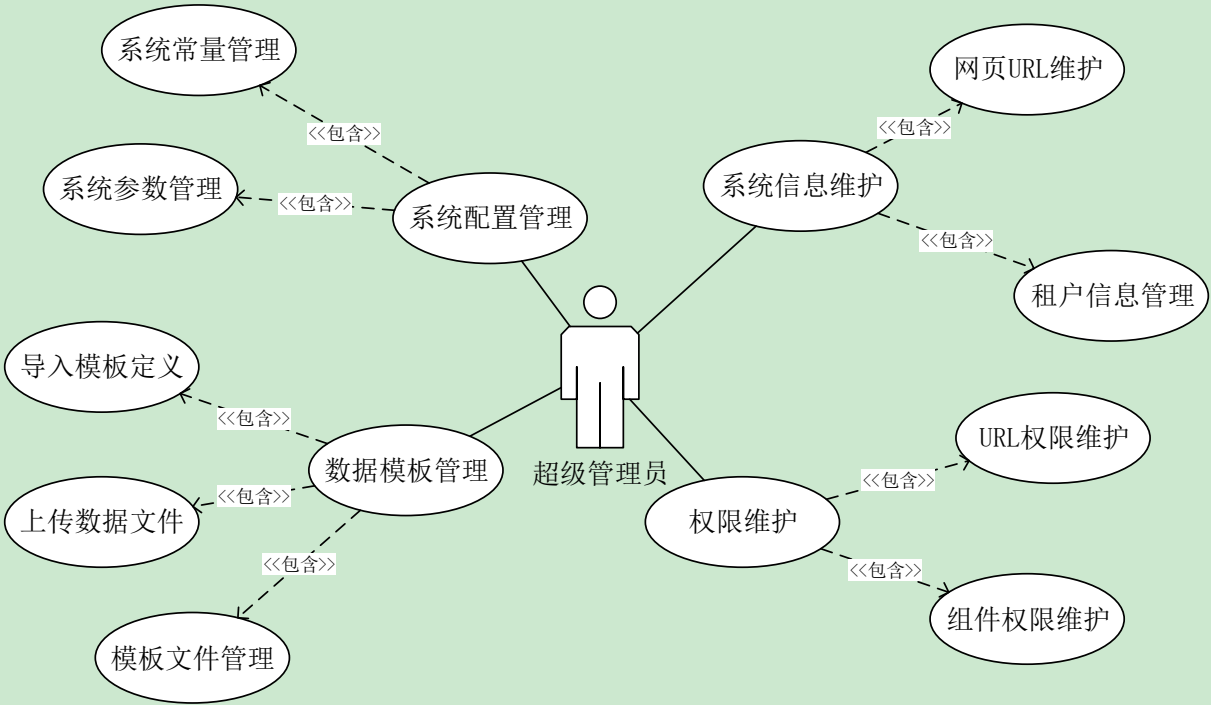 系统常量管理
网页URL维护
<<包含>>
<<包含>>
系统参数管理
系统信息维护
<<包含>>
系统配置管理
<<包含>>
租户信息管理
导入模板定义
<<包含>>
URL权限维护
数据模板管理
超级管理员
<<包含>>
<<包含>>
上传数据文件
权限维护
<<包含>>
<<包含>>
组件权限维护
模板文件管理